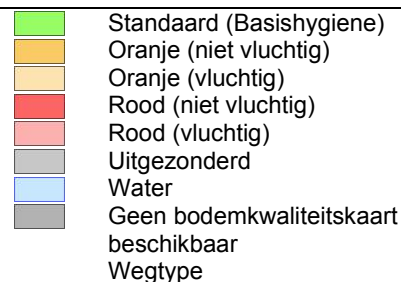 Standaard (Basishygiene)
Oranje (niet vluchtig)
Oranje (vluchtig)
Rood (niet vluchtig)
Rood (vluchtig)
Uitgezonderd
Water
Geen bodemkwaliteitskaart
beschikbaar
Wegtype